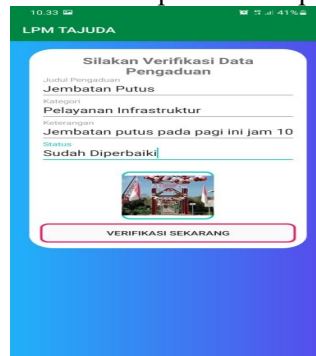 10.33
41%
LPM TAJUDA
Silakan Verifikasi Data
Pengaduan
Judul Pengaduan
Jembatan Putus
Kategori
Pelayanan Infrastruktur
Keterangan
Jembatan putus pada pagi ini jam 10
Status
Sudah Diperbaiki
VERIFIKASI SEKARANG